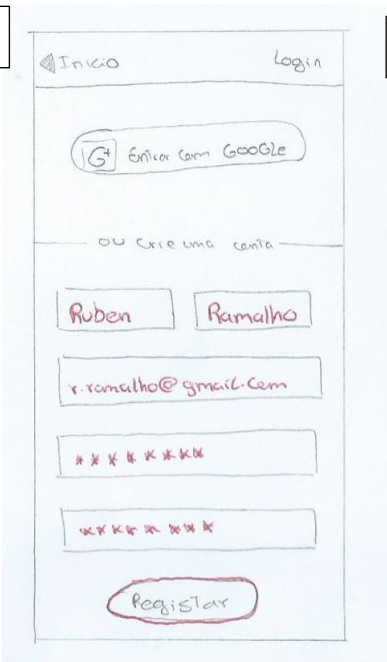 Inicio Login
G+ Entrar com GOOGLe
ou crie uma conta
Ruben Ramalho
r.ramalho@gmail.com
* * * * * * * *
* * * * * * * *
Registar